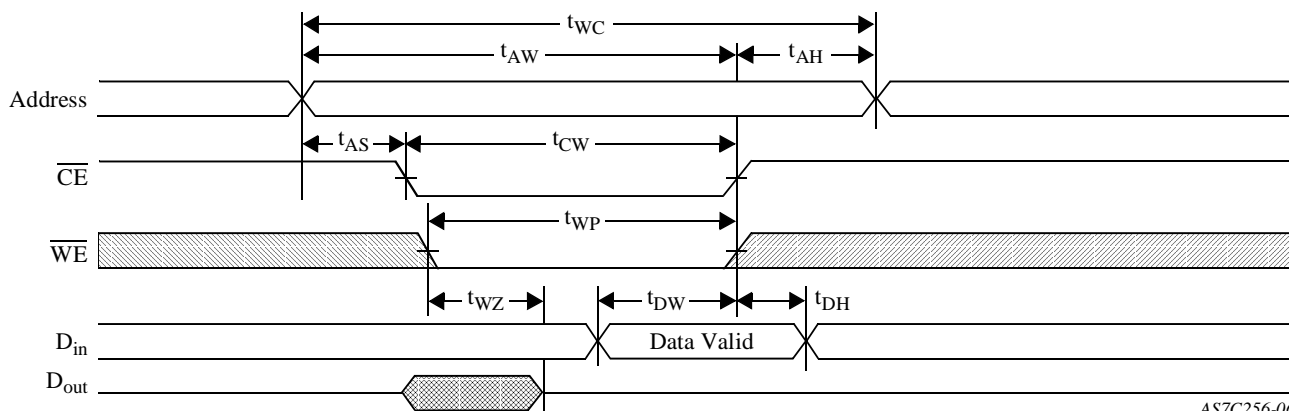 tWC
tAW tAH
Address
tAS tCW
CE
tWP
WE
tWZ tDW tDH
Din Data Valid
Dout